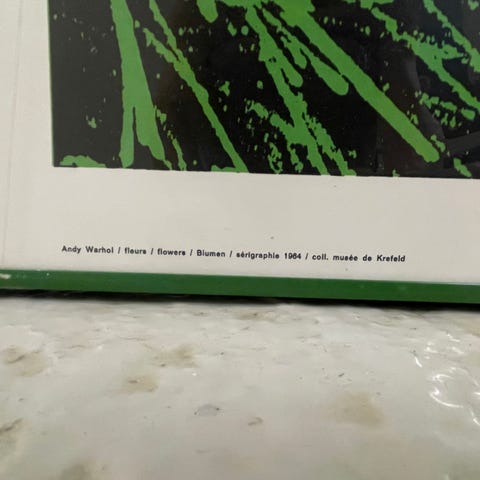 Andy Warhol / fleurs / flowers / Blumen / sérigraphie 1964 / coll. musée de Krefeld